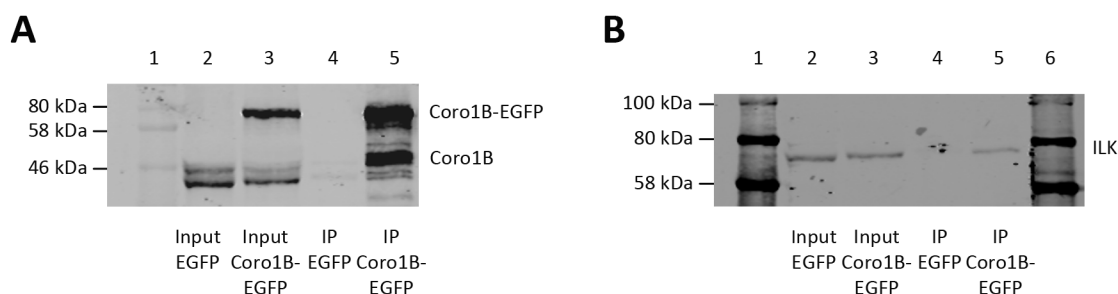 A
1 2 3 4 5
80 kDa
58 kDa
46 kDa
Coro1B-EGFP
Coro1B
Input EGFP
Input Coro1B-EGFP
IP EGFP
IP Coro1B-EGFP
B
1 2 3 4 5 6
100 kDa
80 kDa
58 kDa
ILK
Input EGFP
Input Coro1B-EGFP
IP EGFP
IP Coro1B-EGFP